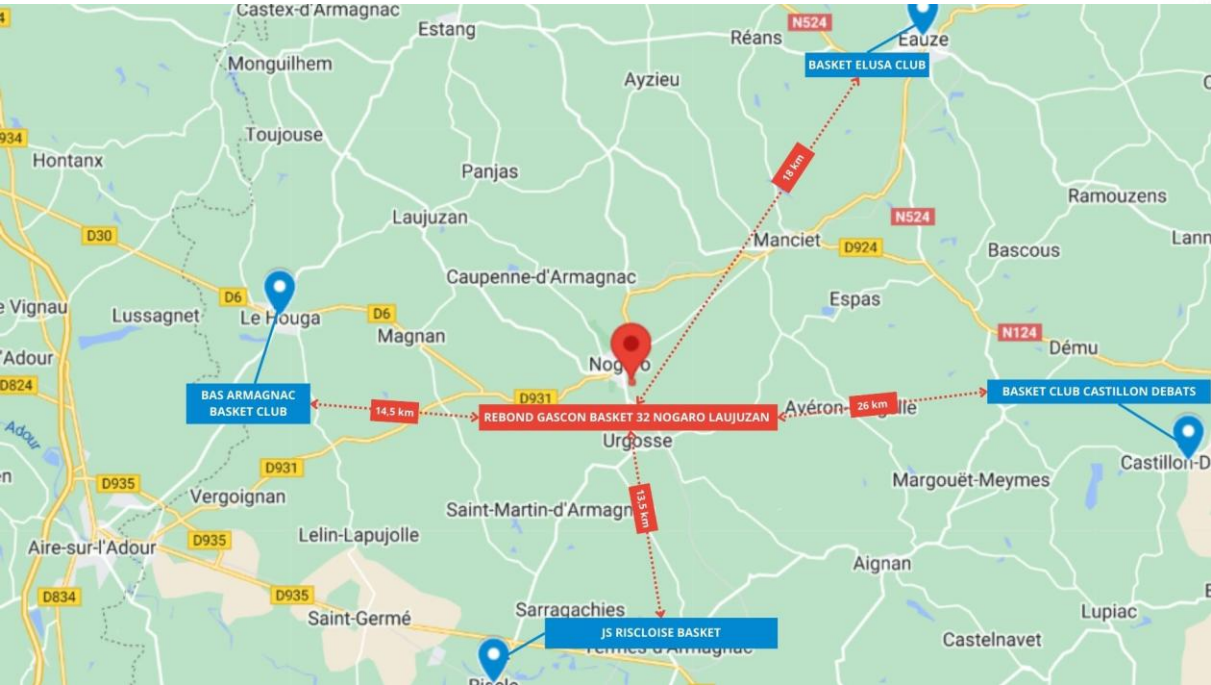 Castex-d'Armagnac
Estang
N524
Réans
Eauze
BASKET ELUSA CLUB
Monguilhem
Ayzieu
934
Toujouse
Hontanx
Panjas
18 km
Ramouzens
Laujuzan
N524
D30
Manciet
D924
Bascous
Lann
Caupenne-d'Armagnac
Vignau
Lussagnet
D6
Le Houga
D6
Espas
Magnan
N124
Dému
'Adour
Nogaro
D824
BAS ARMAGNAC
BASKET CLUB
14,5 km
D931
REBOND GASCON BASKET 32 NOGARO LAUJUZAN
26 km
BASKET CLUB CASTILLON DEBATS
Adour
Urgosse
D931
Castillon-D
D935
Vergoignan
Margouët-Meymes
Saint-Martin-d'Armagn
13,5 km
Lelin-Lapujolle
D935
Aire-sur-l'Adour
Aignan
D834
D935
Saint-Germé
Sarragachies
Lupiac
JS RISCLOISE BASKET
Castelnavet